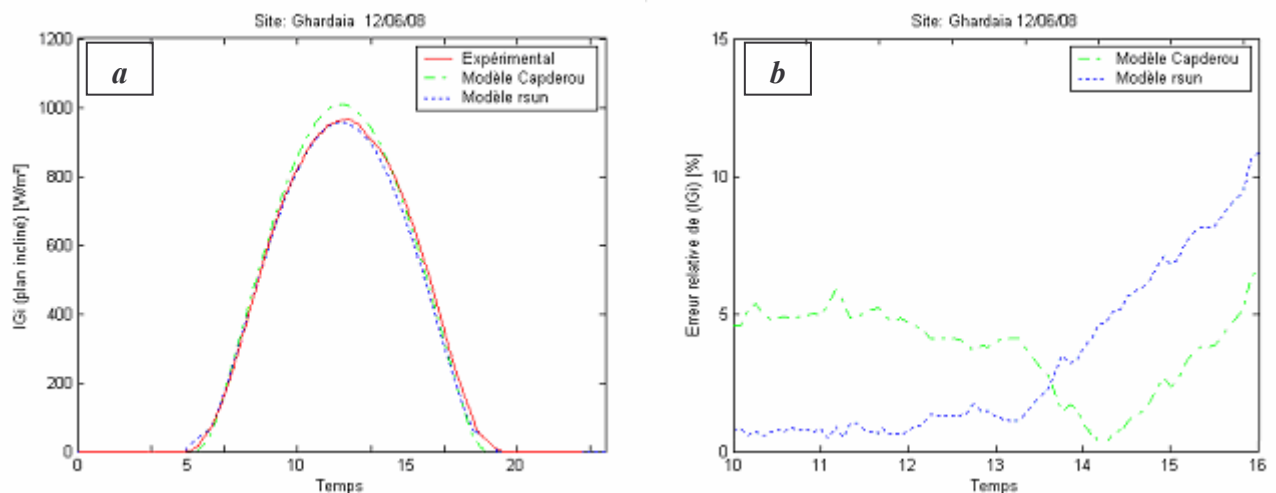 Site: Ghardaia 12/06/08
a
Expérimental
Modèle Capderou
Modèle rsun
IGi (plan incliné) [W/m²]
1200
1000
800
600
400
200
0
0 5 10 15 20
Temps
Site: Ghardaia 12/06/08
b
Modèle Capderou
Modèle rsun
Erreur relative de (IGi) [%]
15
10
5
0
10 11 12 13 14 15 16
Temps